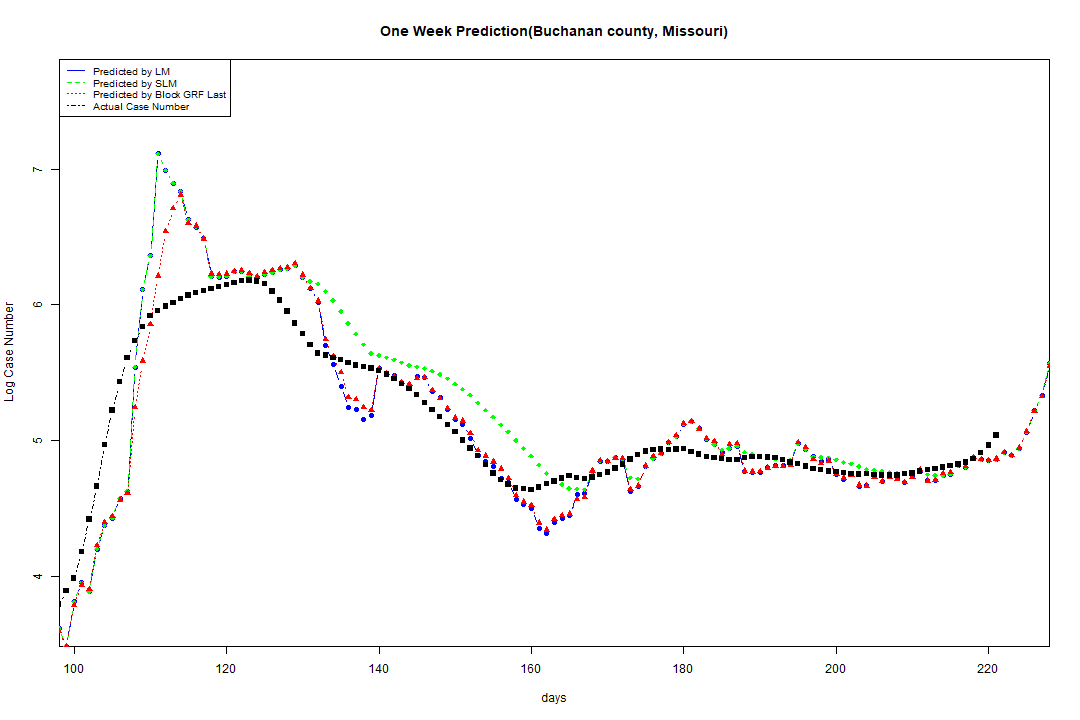 One Week Prediction(Buchanan county, Missouri)
Predicted by LM
Predicted by SLM
Predicted by Block GRF Last
Actual Case Number
7
6
5
4
Log Case Number
100 120 140 160 180 200 220
days